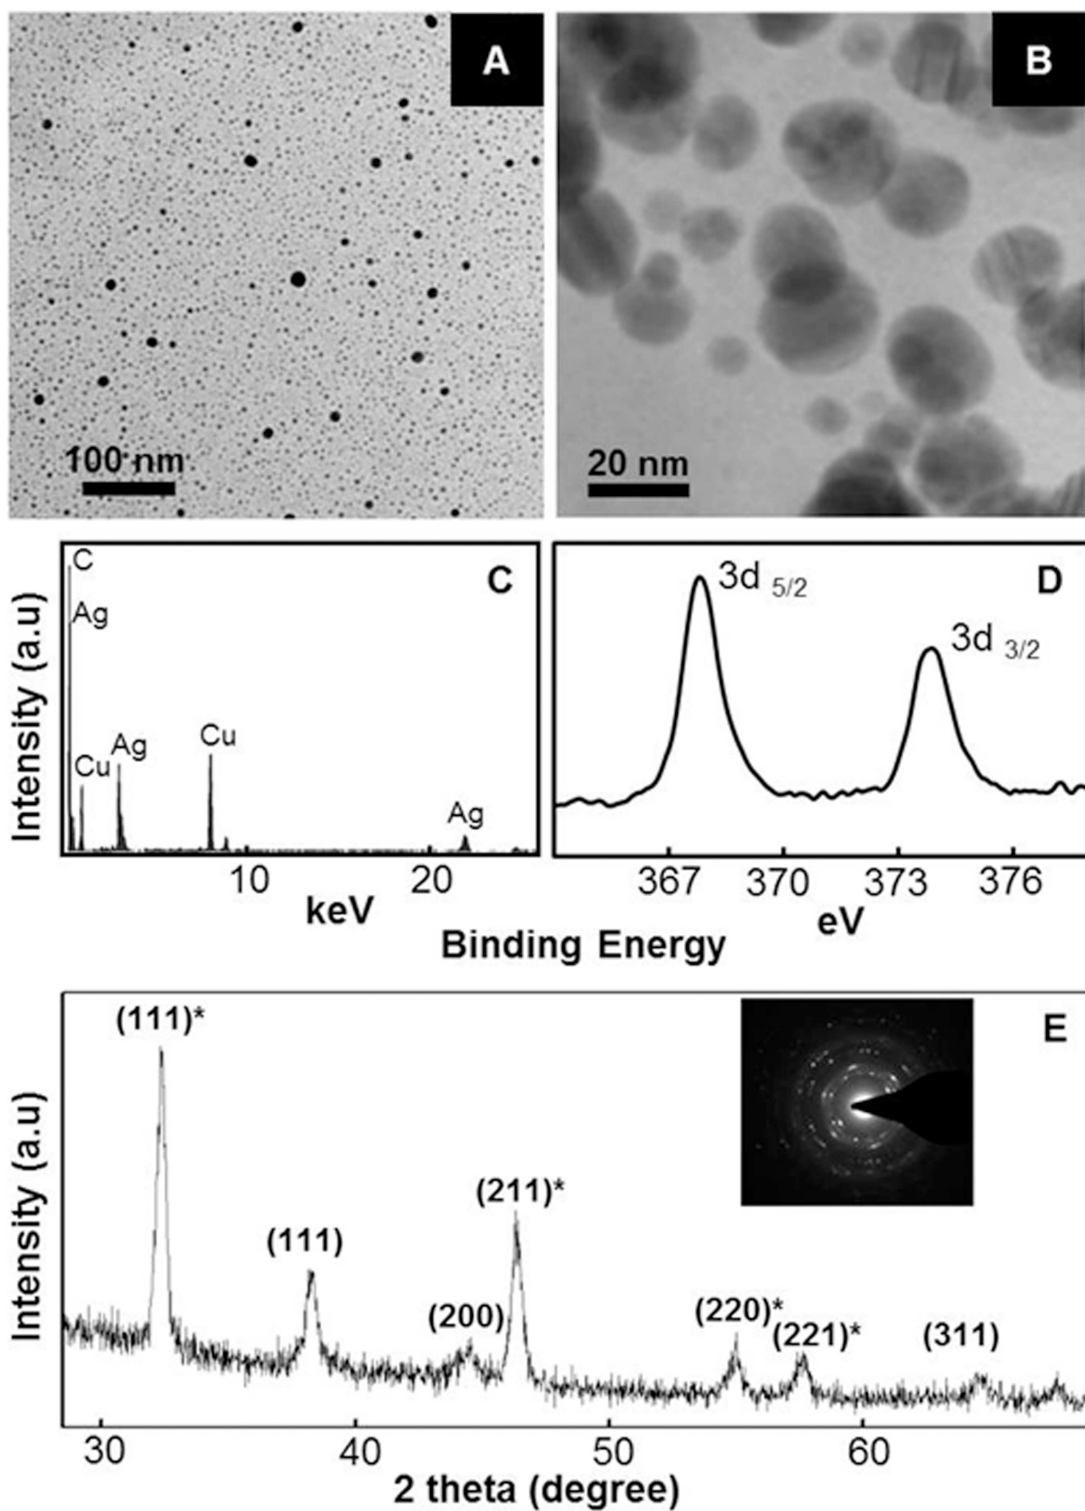 A
100 nm
B
20 nm
C
C
Ag
Cu
Ag
Cu
Ag
Intensity (a.u)
10
20
keV
D
3d 5/2
3d 3/2
367
370
373
376
eV
Binding Energy
E
(111)*
(111)
(200)
(211)*
(220)*
(221)*
(311)
Intensity (a.u)
30
40
50
60
2 theta (degree)